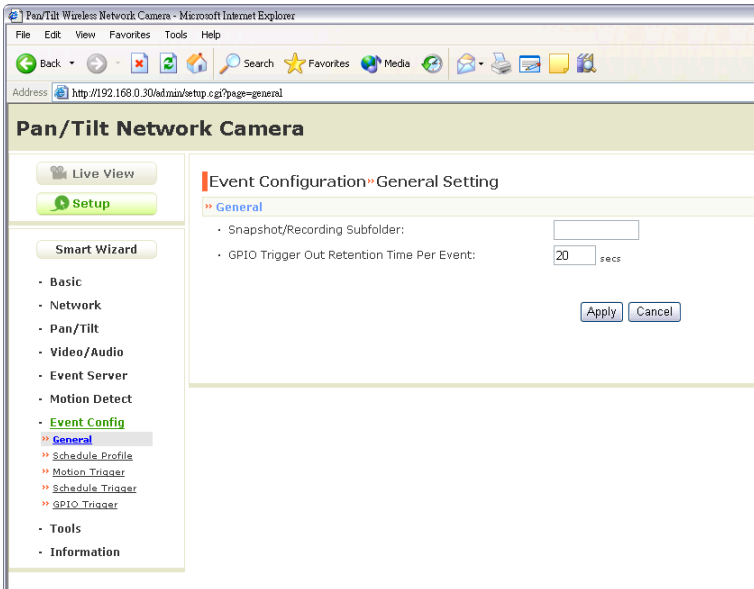 Pan/Tilt Wireless Network Camera - Microsoft Internet Explorer
File Edit View Favorites Tools Help
Back Search Favorites Media
Address http://192.168.0.30/admin/setup.cgi?page=general
Pan/Tilt Network Camera
Live View
Setup
Smart Wizard
· Basic
· Network
· Pan/Tilt
· Video/Audio
· Event Server
· Motion Detect
· Event Config
» General
» Schedule Profile
» Motion Trigger
» Schedule Trigger
» GPIO Trigger
· Tools
· Information
Event Configuration»General Setting
» General
· Snapshot/Recording Subfolder:
· GPIO Trigger Out Retention Time Per Event: 20 secs
Apply Cancel